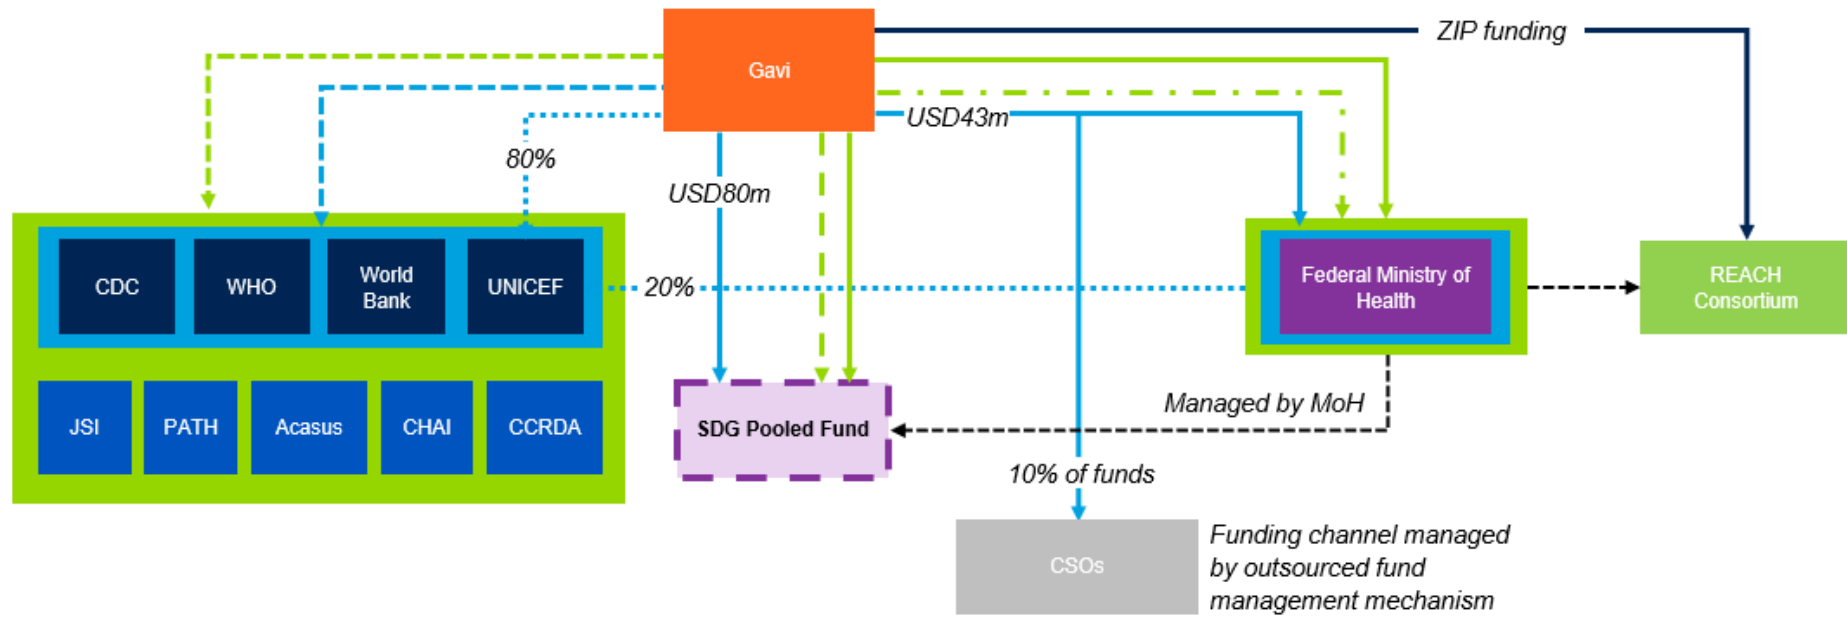 ZIP funding
Gavi
USD43m
80%
USD80m
CDC
WHO
World
Bank
UNICEF
20%
Federal Ministry of
Health
REACH
Consortium
JSI
PATH
Acasus
CHAI
CCRDA
SDG Pooled Fund
Managed by MoH
10% of funds
CSOs
Funding channel managed
by outsourced fund
management mechanism